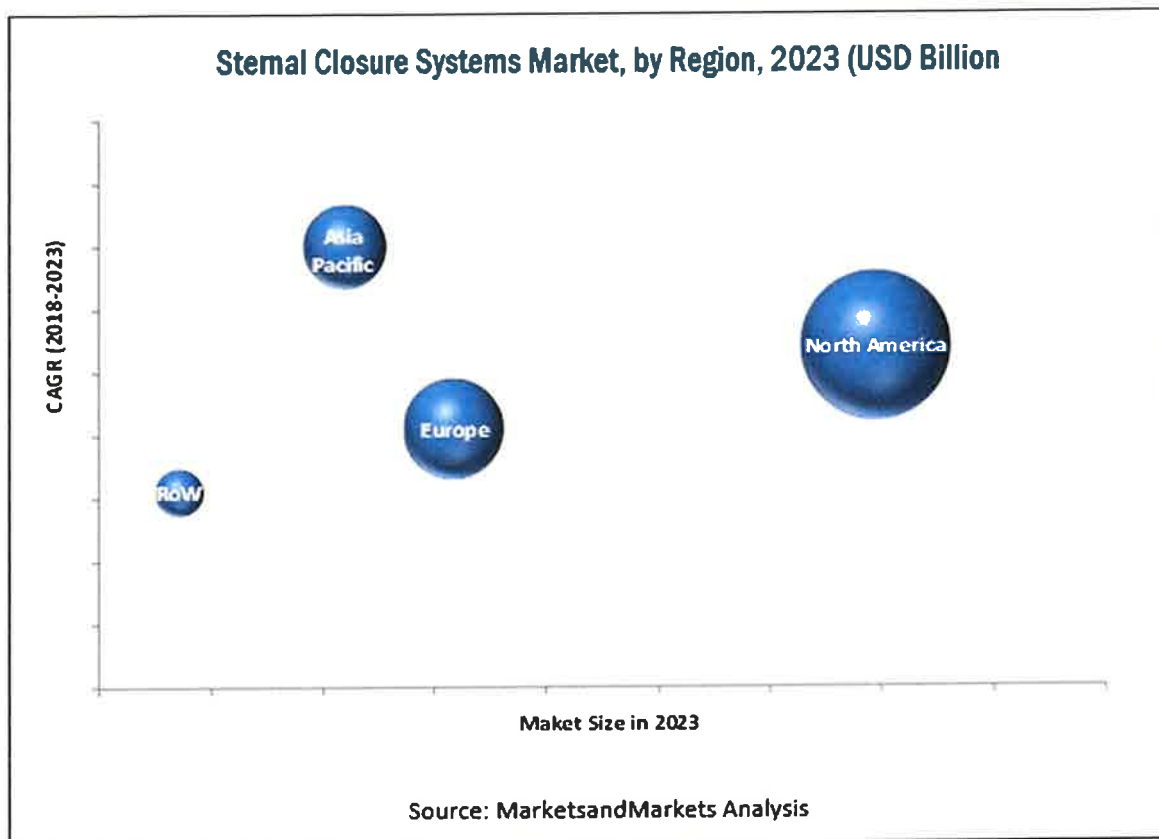 Sternal Closure Systems Market, by Region, 2023 (USD Billion
CAGR (2018-2023)
Asia
Pacific
North America
Europe
RoW
Maket Size in 2023
Source: MarketsandMarkets Analysis